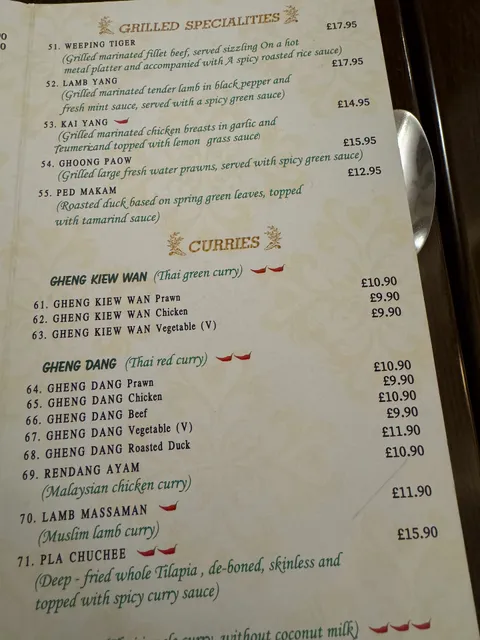 GRILLED SPECIALITIES
51. WEEPING TIGER £17.95
(Grilled marinated fillet beef, served sizzling On a hot
metal platter and accompanied with A spicy roasted rice sauce)
52. LAMB YANG £17.95
(Grilled marinated tender lamb in black pepper and
fresh mint sauce, served with a spicy green sauce)
53. KAI YANG £14.95
(Grilled marinated chicken breasts in garlic and
Teumericand topped with lemon grass sauce)
54. GHOONG PAOW £15.95
(Grilled large fresh water prawns, served with spicy green sauce)
55. PED MAKAM £12.95
(Roasted duck based on spring green leaves, topped
with tamarind sauce)
CURRIES
GHENG KIEW WAN (Thai green curry)
61. GHENG KIEW WAN Prawn £10.90
62. GHENG KIEW WAN Chicken £9.90
63. GHENG KIEW WAN Vegetable (V) £9.90
GHENG DANG (Thai red curry)
64. GHENG DANG Prawn £10.90
65. GHENG DANG Chicken £9.90
66. GHENG DANG Beef £10.90
67. GHENG DANG Vegetable (V) £9.90
68. GHENG DANG Roasted Duck £11.90
69. RENDANG AYAM £10.90
(Malaysian chicken curry)
70. LAMB MASSAMAN £11.90
(Muslim lamb curry)
71. PLA CHUCHEE £15.90
(Deep - fried whole Tilapia , de-boned, skinless and
topped with spicy curry sauce)
curry, without coconut milk)